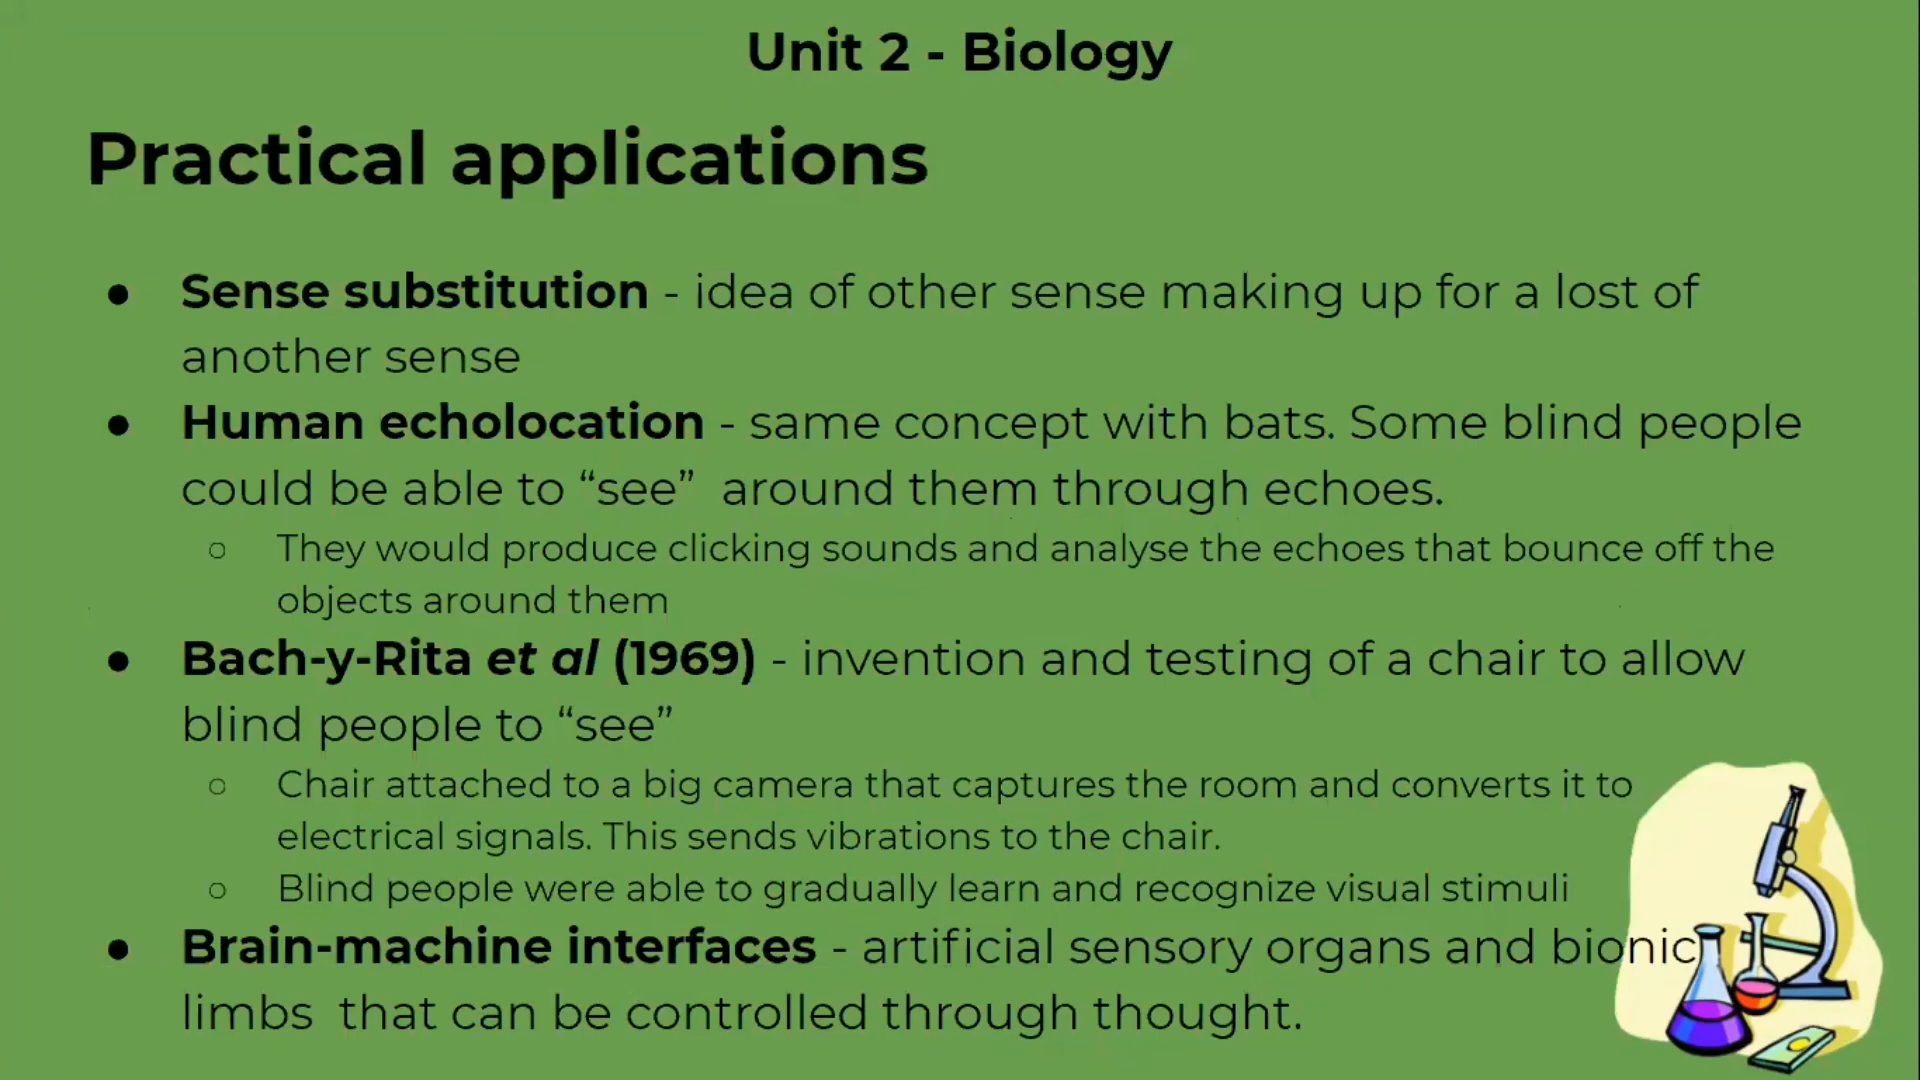 Unit 2 - Biology
Practical applications
● Sense substitution - idea of other sense making up for a lost of
another sense
● Human echolocation - same concept with bats. Some blind people
could be able to “see”  around them through echoes.
○ They would produce clicking sounds and analyse the echoes that bounce off the
objects around them
● Bach-y-Rita et al (1969) - invention and testing of a chair to allow
blind people to “see”
○ Chair attached to a big camera that captures the room and converts it to
electrical signals. This sends vibrations to the chair.
○ Blind people were able to gradually learn and recognize visual stimuli
● Brain-machine interfaces - artificial sensory organs and bionic
limbs  that can be controlled through thought.